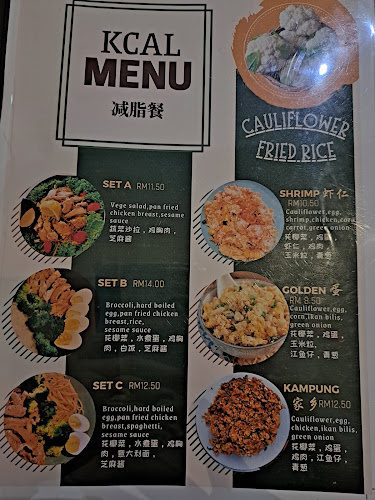 KCAL
MENU
减脂餐
SET A RM11.50
Vege salad,pan fried
chicken breast,sesame
sauce
蔬菜沙拉，鸡胸肉，
芝麻酱
SET B RM14.00
Broccoli,hard boiled
egg,pan fried chicken
breast,rice,
sesame sauce
花椰菜，水煮蛋，鸡胸
肉，白饭，芝麻酱
SET C RM12.50
Broccoli,hard boiled
egg,pan fried chicken
breast,spaghetti,
sesame sauce
花椰菜，水煮蛋，鸡胸
肉，意大利面，
芝麻酱
CAULIFLOWER
FRIED RICE
SHRIMP 虾仁
RM10.50
Cauliflower,egg,
shrimp,chicken,corn,
carrot,green onion
花椰菜，鸡蛋，
虾仁，鸡肉，
玉米粒，青葱
GOLDEN 蛋
RM 8.50
Cauliflower,egg,
corn,ikan bilis,
green onion
花椰菜，鸡蛋，
玉米粒，
江鱼仔，青葱
KAMPUNG
家乡RM12.50
Cauliflower,egg,
chicken,ikan bilis,
green onion
花椰菜，鸡蛋，
鸡肉，江鱼仔，
青葱